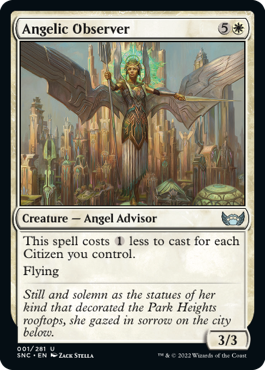 Angelic Observer 5
Creature — Angel Advisor
This spell costs 1 less to cast for each
Citizen you control.
Flying
Still and solemn as the statues of her
kind that decorated the Park Heights
rooftops, she gazed in sorrow on the city
below.
3/3
001/281 U
SNC • EN Zack Stella ™ & © 2022 Wizards of the Coast